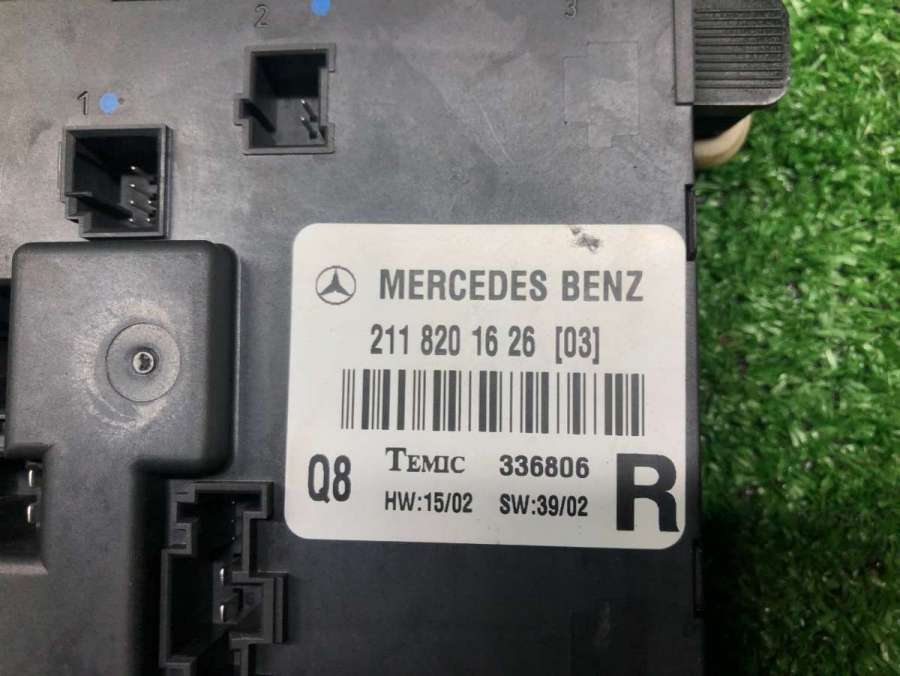 2
3
1
MERCEDES BENZ
211 820 16 26 [03]
Q8 TEMIC 336806 R
HW:15/02 SW:39/02